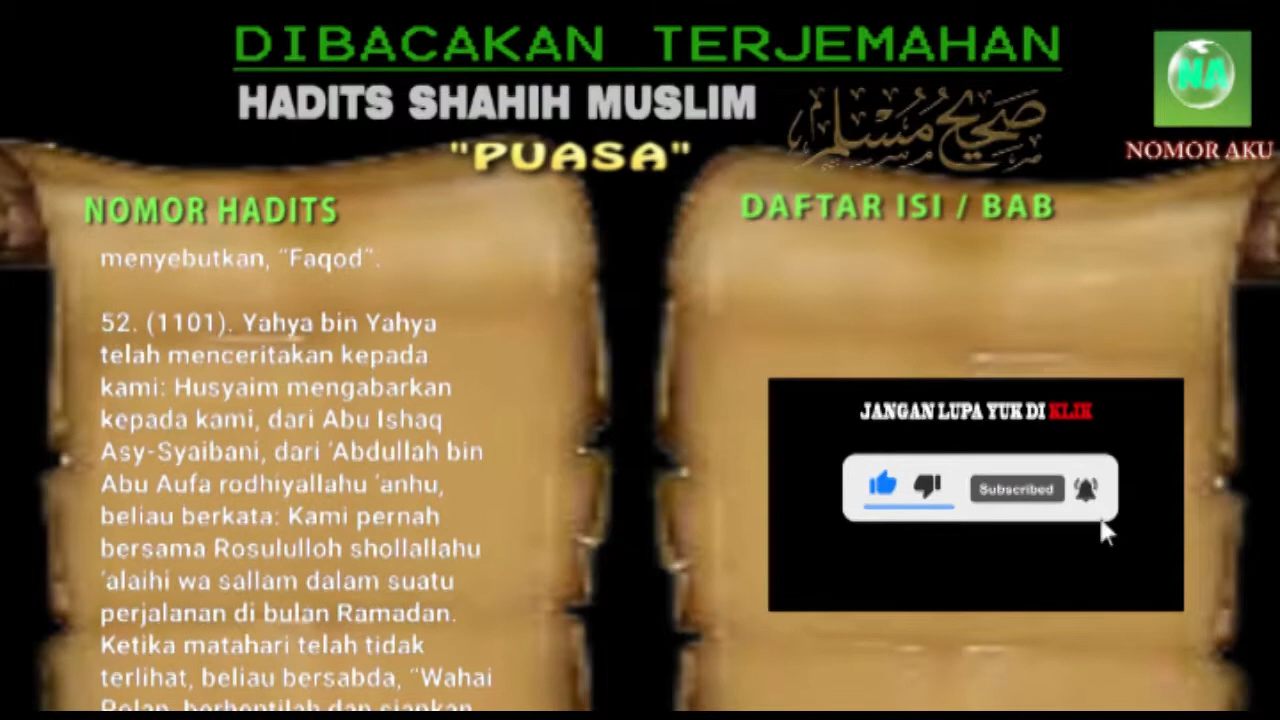 DIBACAKAN TERJEMAHAN
HADITS SHAHIH MUSLIM
صَحِيحُ مُسْلِم
"PUASA"
NA
NOMOR AKU
NOMOR HADITS
menyebutkan, “Faqod”.
52. (1101). Yahya bin Yahya
telah menceritakan kepada
kami: Husyaim mengabarkan
kepada kami, dari Abu Ishaq
Asy-Syaibani, dari ‘Abdullah bin
Abu Aufa rodhiyallahu ‘anhu,
beliau berkata: Kami pernah
bersama Rosululloh shollallahu
‘alaihi wa sallam dalam suatu
perjalanan di bulan Ramadan.
Ketika matahari telah tidak
terlihat, beliau bersabda, “Wahai
DAFTAR ISI / BAB
JANGAN LUPA YUK DI KLIK
Subscribed